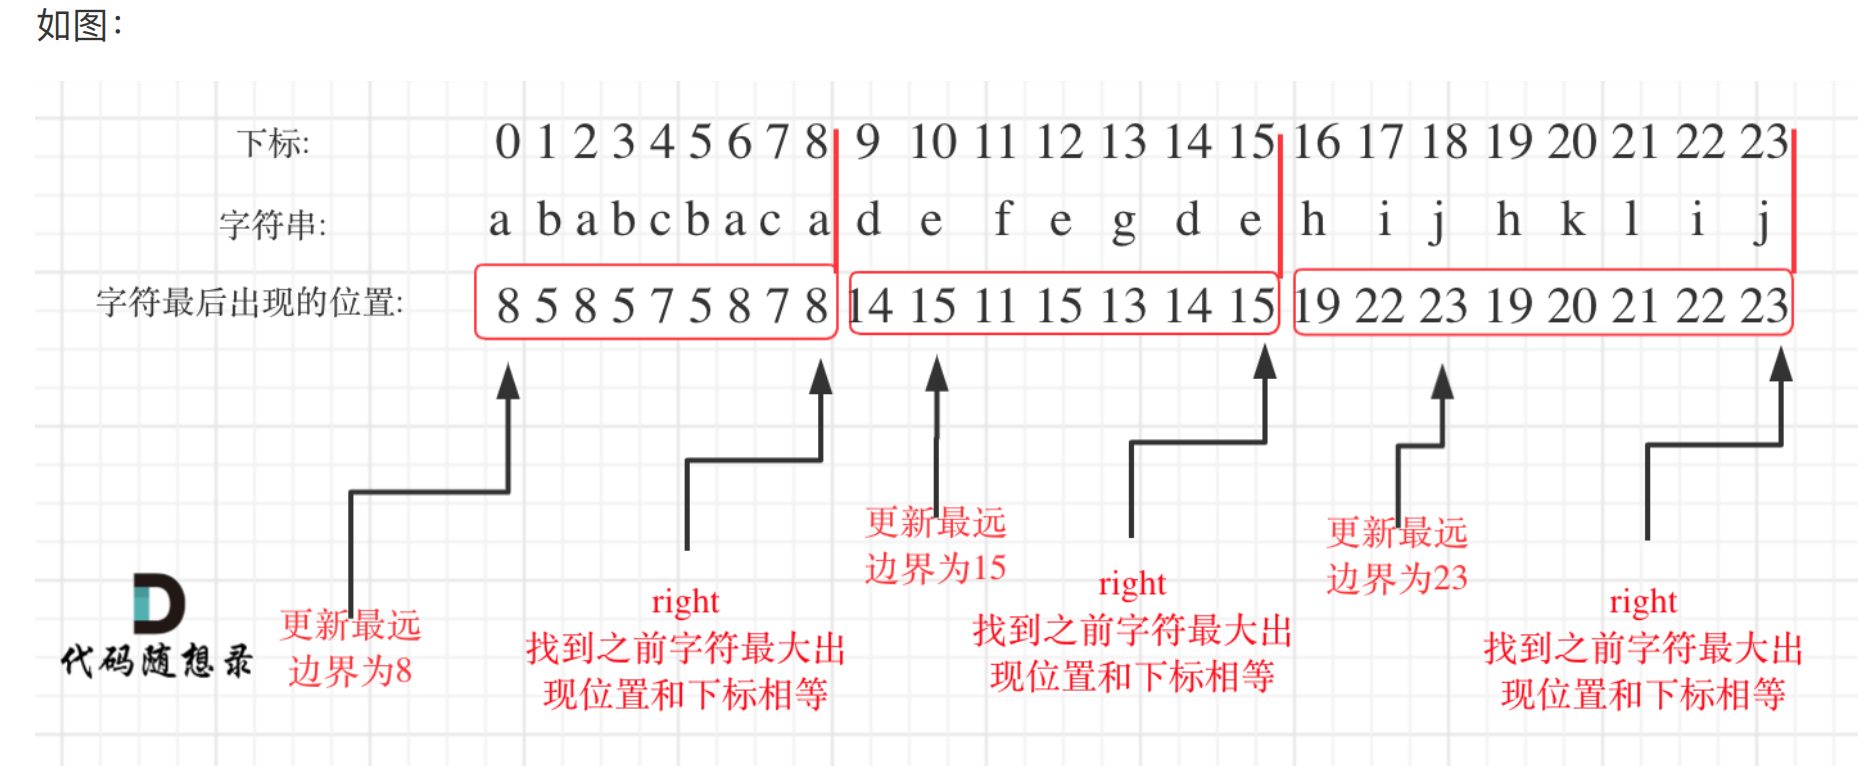 如图：
下标: 0 1 2 3 4 5 6 7 8 9 10 11 12 13 14 15 16 17 18 19 20 21 22 23
字符串: a b a b c b a c a d e f e g d e h i j h k l i j
字符最后出现的位置: 8 5 8 5 7 5 8 7 8 14 15 11 15 13 14 15 19 22 23 19 20 21 22 23
更新最远
边界为8
right
找到之前字符最大出
现位置和下标相等
更新最远
边界为15
right
找到之前字符最大出
现位置和下标相等
更新最远
边界为23
right
找到之前字符最大出
现位置和下标相等
代码随想录